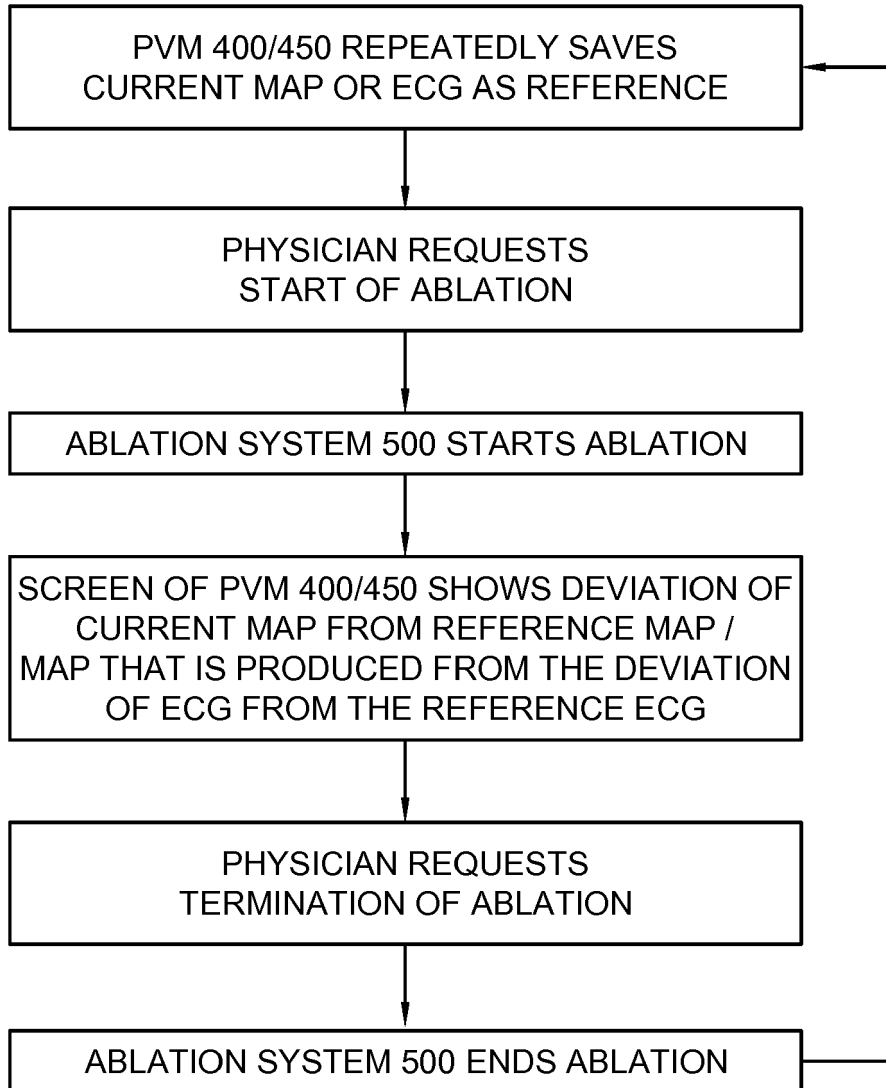 PVM 400/450 REPEATEDLY SAVES
CURRENT MAP OR ECG AS REFERENCE
PHYSICIAN REQUESTS
START OF ABLATION
ABLATION SYSTEM 500 STARTS ABLATION
SCREEN OF PVM 400/450 SHOWS DEVIATION OF
CURRENT MAP FROM REFERENCE MAP /
MAP THAT IS PRODUCED FROM THE DEVIATION
OF ECG FROM THE REFERENCE ECG
PHYSICIAN REQUESTS
TERMINATION OF ABLATION
ABLATION SYSTEM 500 ENDS ABLATION